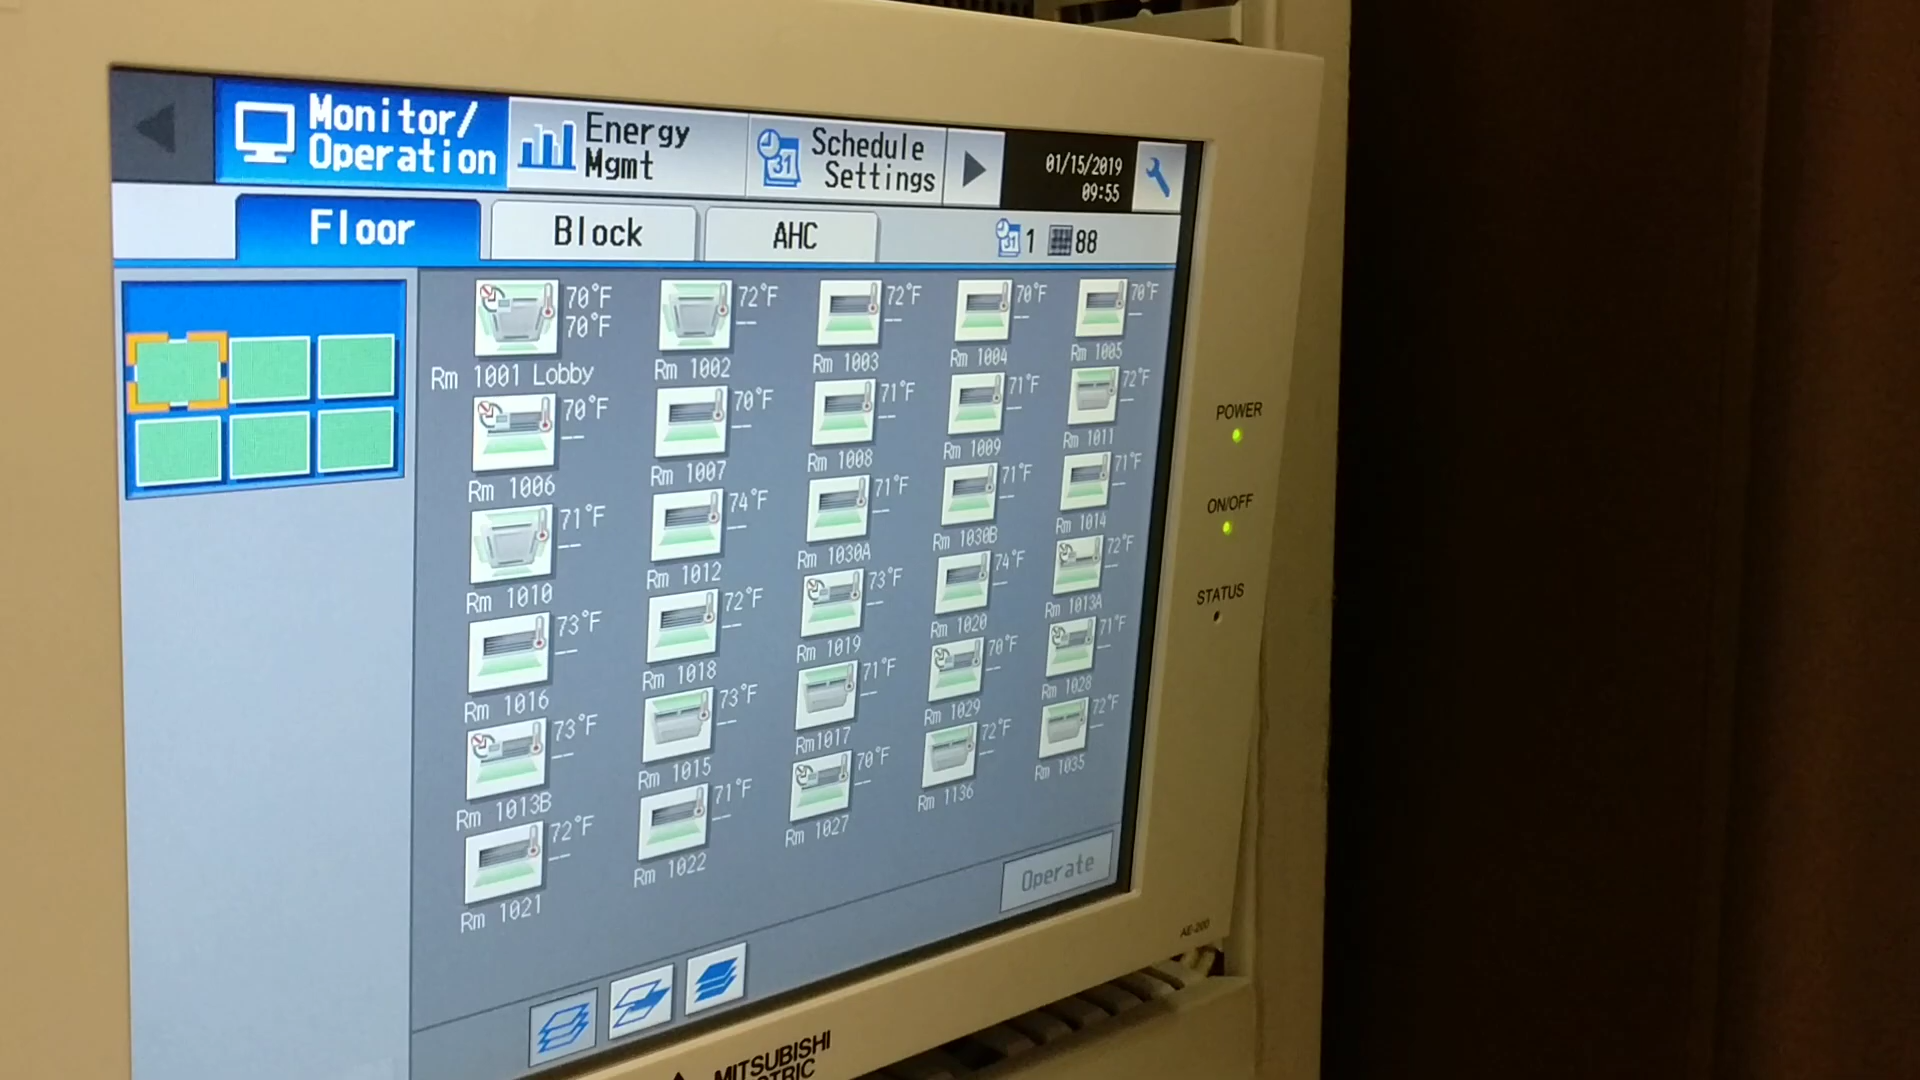 Monitor/
Operation
Energy
Mgmt
31
Schedule
Settings
01/15/2019
09:55
Floor
Block
AHC
31 1 88
70°F
70°F
Rm 1001 Lobby
72°F
--
Rm 1002
72°F
--
Rm 1003
70°F
--
Rm 1004
70°F
--
Rm 1005
70°F
--
Rm 1006
70°F
--
Rm 1007
71°F
--
Rm 1008
71°F
--
Rm 1009
72°F
--
Rm 1011
71°F
--
Rm 1010
74°F
--
Rm 1012
71°F
--
Rm 1030A
71°F
--
Rm 1030B
71°F
--
Rm 1014
73°F
--
Rm 1016
72°F
--
Rm 1018
73°F
--
Rm 1019
74°F
--
Rm 1020
72°F
--
Rm 1013A
73°F
--
Rm 1013B
73°F
--
Rm 1015
71°F
--
Rm1017
70°F
--
Rm 1029
71°F
--
Rm 1028
72°F
--
Rm 1021
71°F
--
Rm 1022
70°F
--
Rm 1027
72°F
--
Rm 1136
72°F
--
Rm 1035
Operate
POWER
ON/OFF
STATUS
AE-200
MITSUBISHI